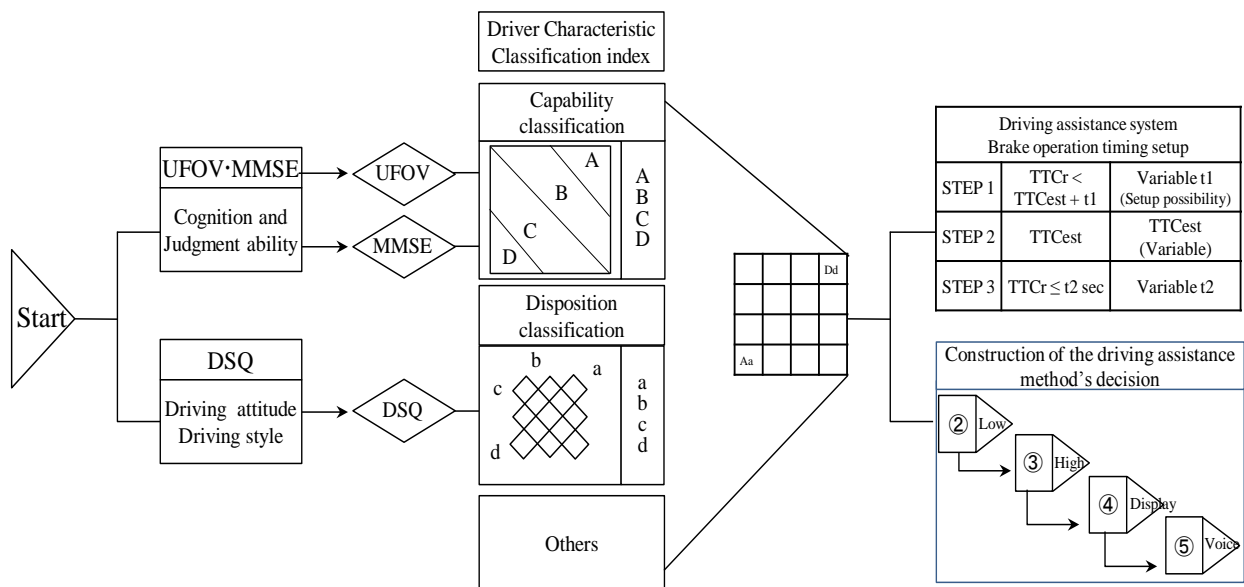 Start
UFOV·MMSE
Cognition and
Judgment ability
DSQ
Driving attitude
Driving style
UFOV
MMSE
DSQ
Driver Characteristic
Classification index
Capability
classification
A
B
C
D
A
B
C
D
Disposition
classification
a
b
c
d
a
b
c
d
Others
Dd
Aa
Driving assistance system
Brake operation timing setup
STEP 1
TTCr <
TTCest + t1
Variable t1
(Setup possibility)
STEP 2
TTCest
TTCest
(Variable)
STEP 3
TTCr ≤ t2 sec
Variable t2
Construction of the driving assistance
method's decision
② Low
③ High
④ Display
⑤ Voice